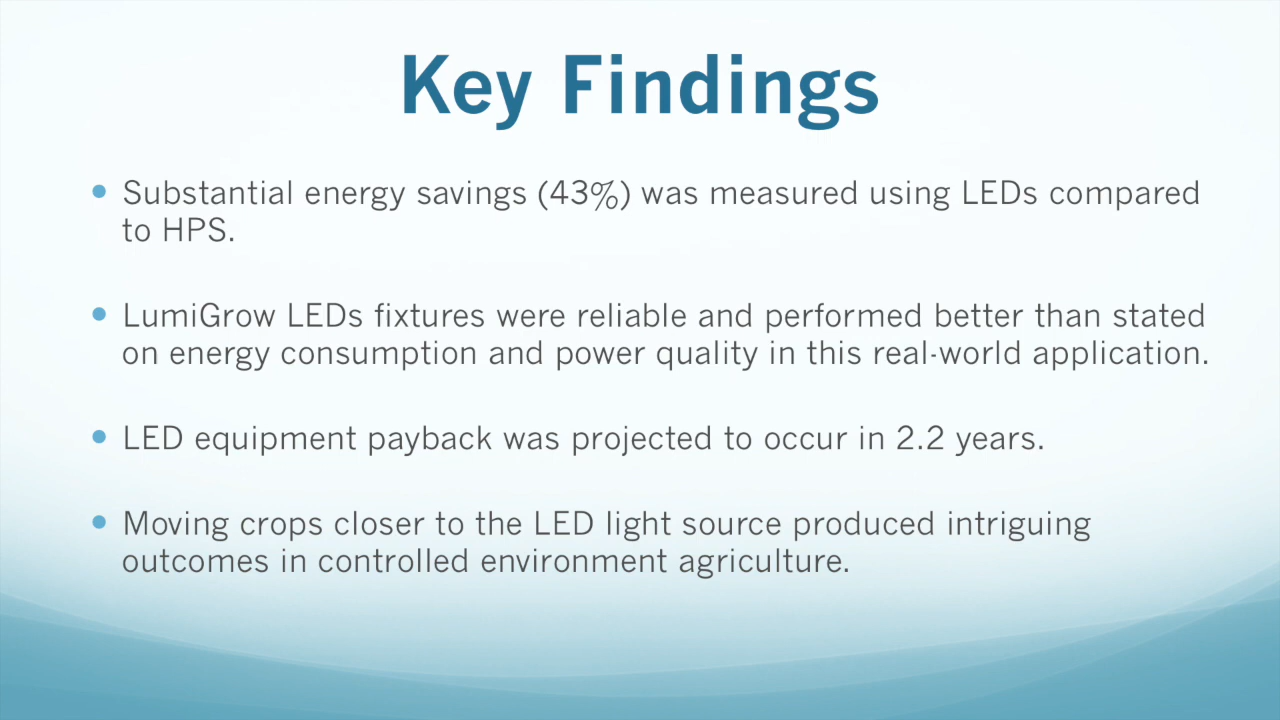 Key Findings
• Substantial energy savings (43%) was measured using LEDs compared
to HPS.
• LumiGrow LEDs fixtures were reliable and performed better than stated
on energy consumption and power quality in this real-world application.
• LED equipment payback was projected to occur in 2.2 years.
• Moving crops closer to the LED light source produced intriguing
outcomes in controlled environment agriculture.